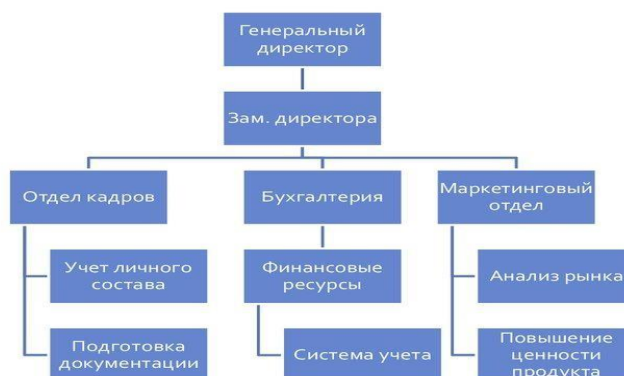 Генеральный
директор
Зам. директора
Отдел кадров
Бухгалтерия
Маркетинговый
отдел
Учет личного
состава
Финансовые
ресурсы
Анализ рынка
Подготовка
документации
Система учета
Повышение
ценности
продукта